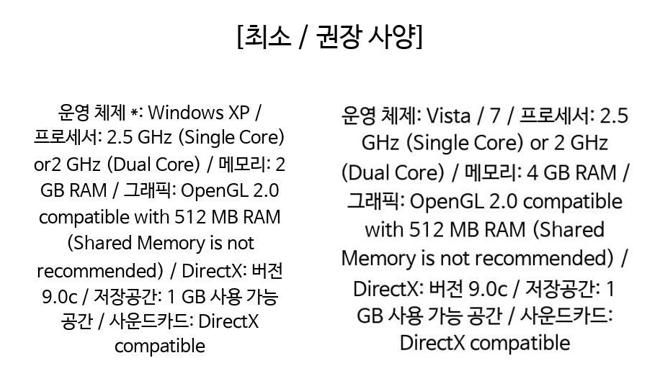 [최소 / 권장 사양]
운영 체제 *: Windows XP /
프로세서: 2.5 GHz (Single Core)
or2 GHz (Dual Core) / 메모리: 2
GB RAM / 그래픽: OpenGL 2.0
compatible with 512 MB RAM
(Shared Memory is not
recommended) / DirectX: 버전
9.0c / 저장공간: 1 GB 사용 가능
공간 / 사운드카드: DirectX
compatible
운영 체제: Vista / 7 / 프로세서: 2.5
GHz (Single Core) or 2 GHz
(Dual Core) / 메모리: 4 GB RAM /
그래픽: OpenGL 2.0 compatible
with 512 MB RAM (Shared
Memory is not recommended) /
DirectX: 버전 9.0c / 저장공간: 1
GB 사용 가능 공간 / 사운드카드:
DirectX compatible